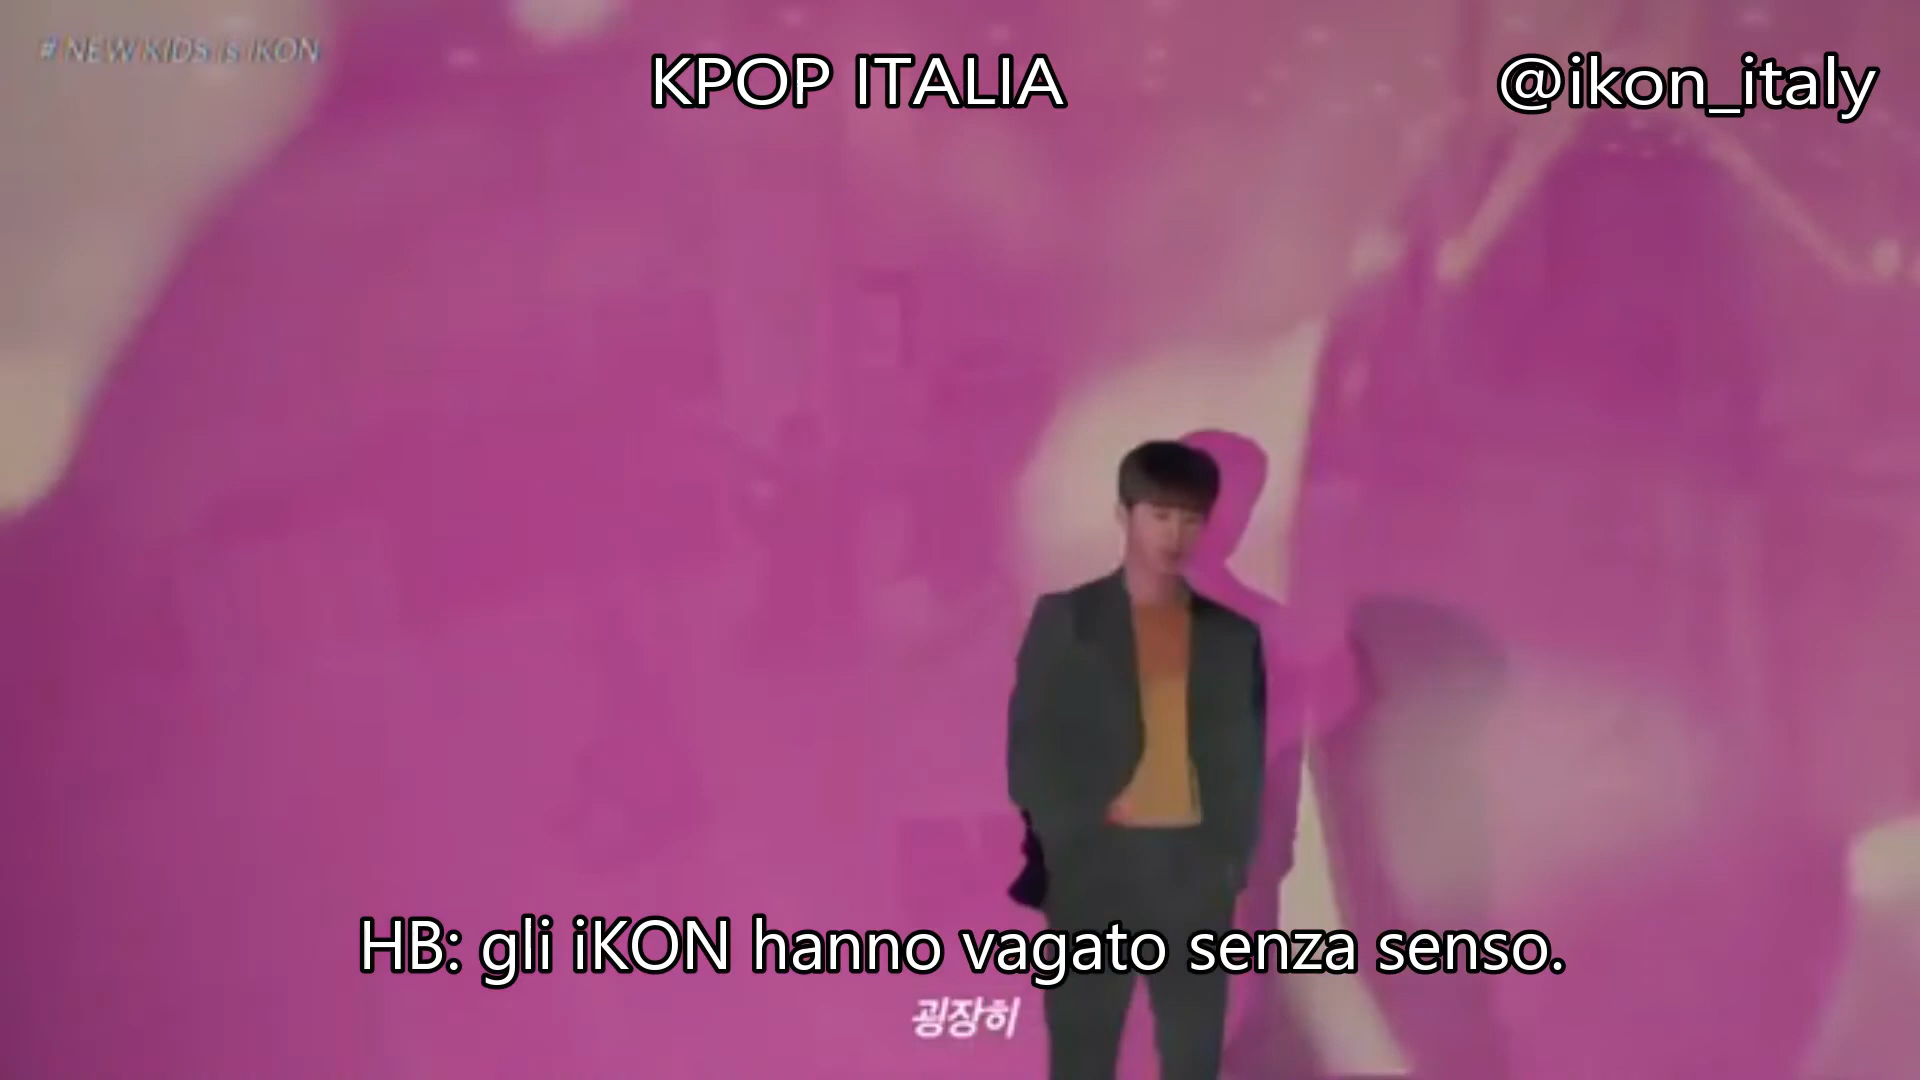 # NEW KIDS is iKON
KPOP ITALIA
@ikon_italy
HB: gli iKON hanno vagato senza senso.
굉장히